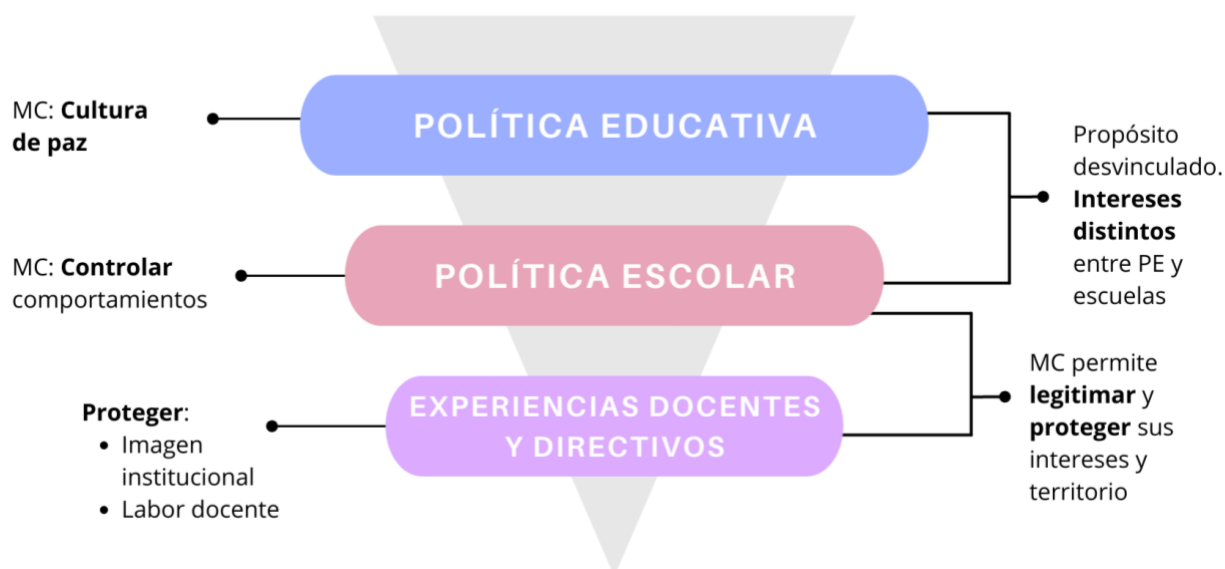 MC: Cultura
de paz
POLÍTICA EDUCATIVA
Propósito
desvinculado.
Intereses
distintos
entre PE y
escuelas
MC: Controlar
comportamientos
POLÍTICA ESCOLAR
MC permite
legitimar y
proteger sus
intereses y
territorio
Proteger:
• Imagen
institucional
• Labor docente
EXPERIENCIAS DOCENTES
Y DIRECTIVOS